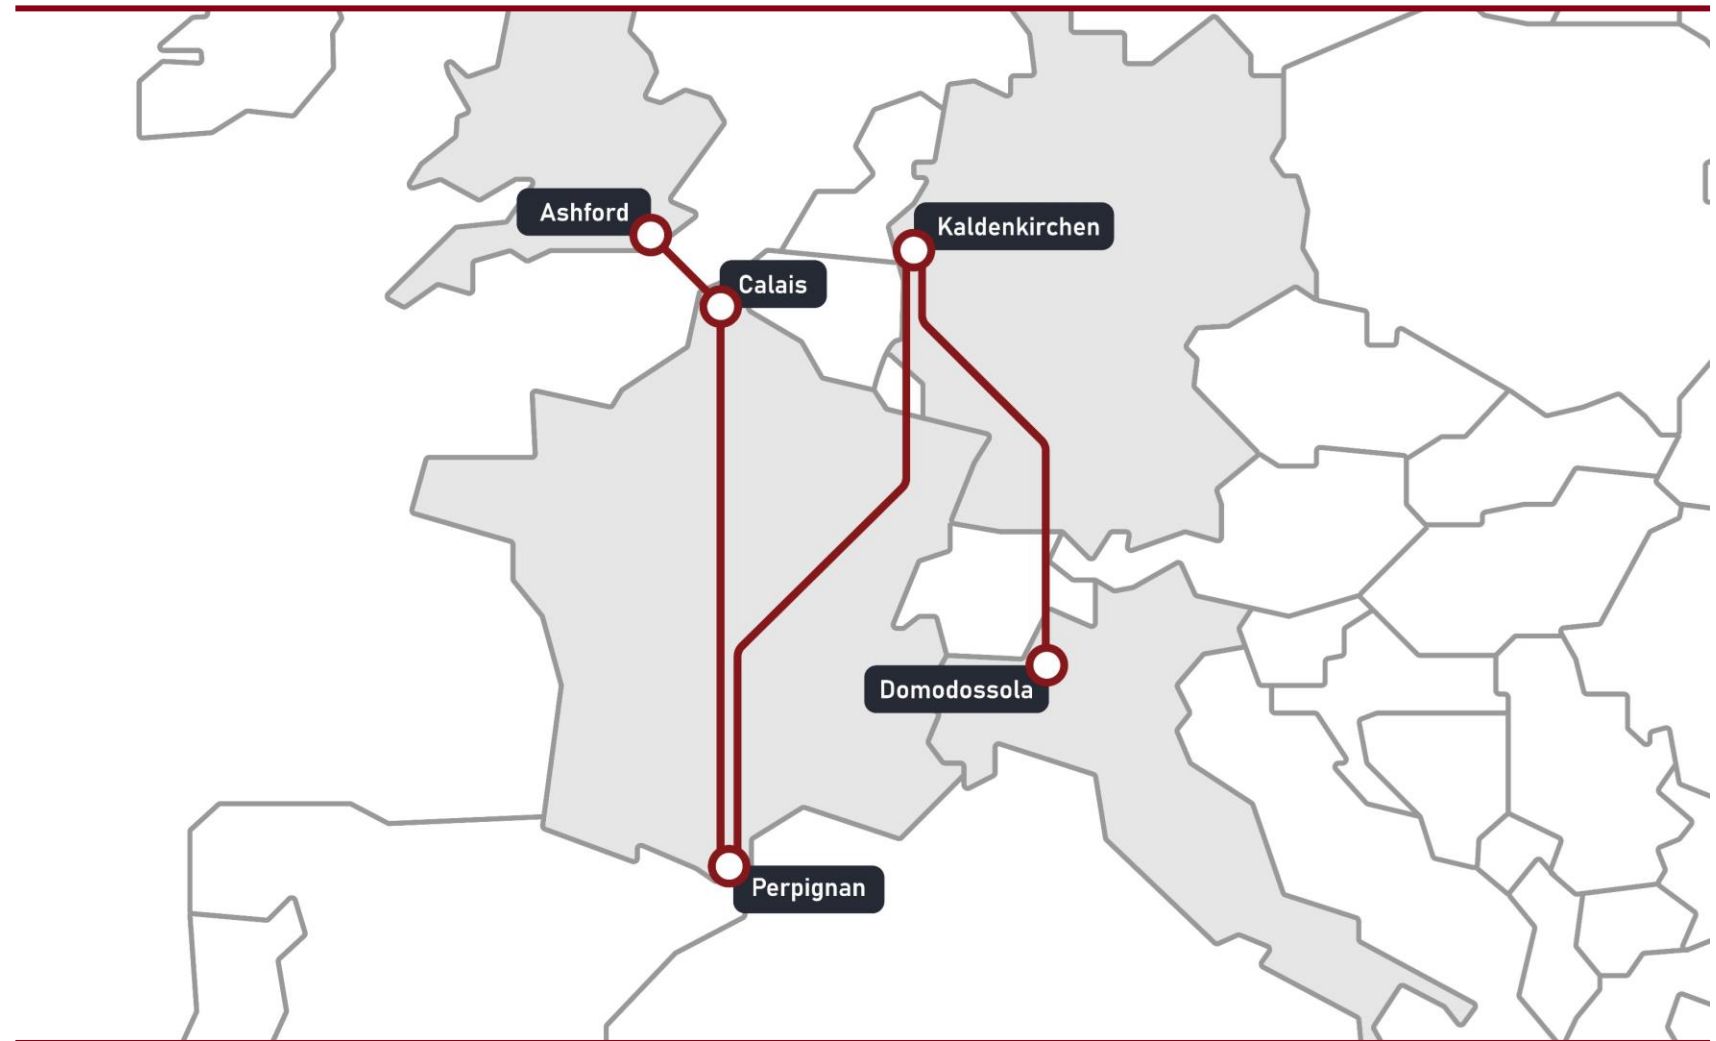 Ashford
Kaldenkirchen
Calais
Domodossola
Perpignan